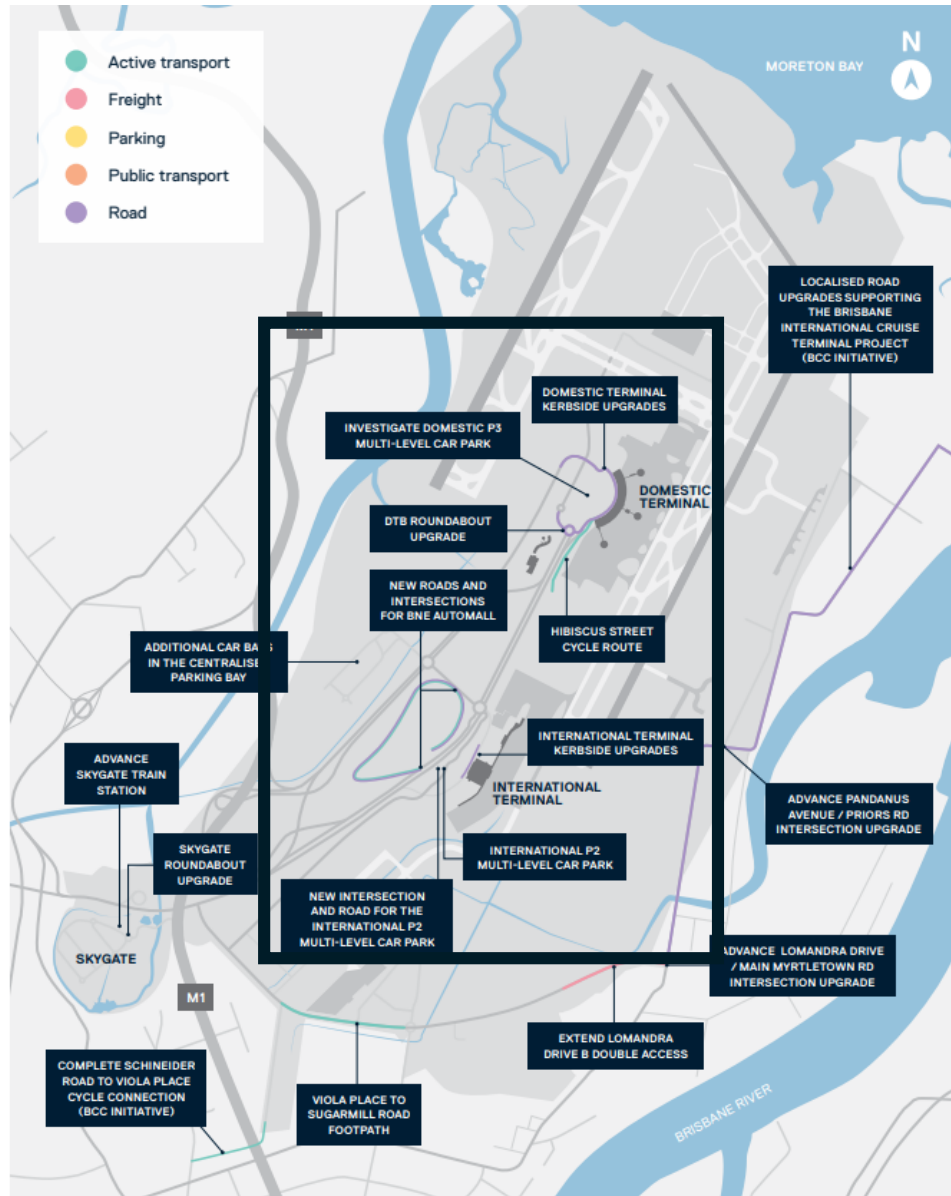 Active transport
Freight
Parking
Public transport
Road
N
MORETON BAY
LOCALISED ROAD
UPGRADES SUPPORTING
THE BRISBANE
INTERNATIONAL CRUISE
TERMINAL PROJECT
(BCC INITIATIVE)
DOMESTIC TERMINAL
KERBSIDE UPGRADES
INVESTIGATE DOMESTIC P3
MULTI-LEVEL CAR PARK
DOMESTIC
TERMINAL
DTB ROUNDABOUT
UPGRADE
NEW ROADS AND
INTERSECTIONS
FOR BNE AUTOMALL
HIBISCUS STREET
CYCLE ROUTE
ADDITIONAL CAR
IN THE
PARKING BAY
INTERNATIONAL TERMINAL
KERBSIDE UPGRADES
ADVANCE
SKYGATE TRAIN
STATION
INTERNATIONAL
TERMINAL
ADVANCE PANDANUS
AVENUE / PRIORS RD
INTERSECTION UPGRADE
SKYGATE
ROUNDABOUT
UPGRADE
INTERNATIONAL P2
MULTI-LEVEL CAR PARK
NEW INTERSECTION
AND ROAD FOR THE
INTERNATIONAL P2
MULTI-LEVEL CAR PARK
SKYGATE
ADVANCE LOMANDRA DRIVE
/ MAIN MYRTLETOWN RD
INTERSECTION UPGRADE
M1
EXTEND LOMANDRA
DRIVE B DOUBLE ACCESS
COMPLETE SCHINEIDER
ROAD TO VIOLA PLACE
CYCLE CONNECTION
(BCC INITIATIVE)
VIOLA PLACE TO
SUGARMILL ROAD
FOOTPATH
BRISBANE RIVER